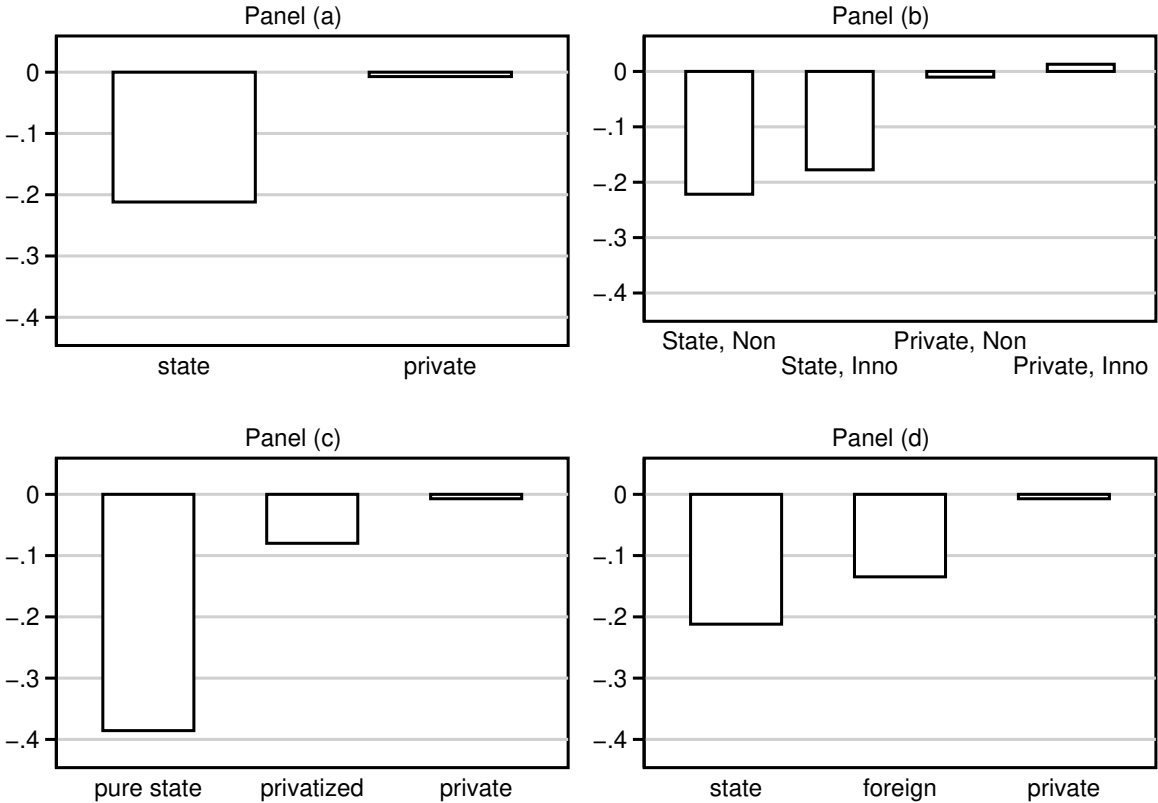 Panel (a)
0
–.1
–.2
–.3
–.4
state private
Panel (b)
0
–.1
–.2
–.3
–.4
State, Non Private, Non
State, Inno Private, Inno
Panel (c)
0
–.1
–.2
–.3
–.4
pure state privatized private
Panel (d)
0
–.1
–.2
–.3
–.4
state foreign private